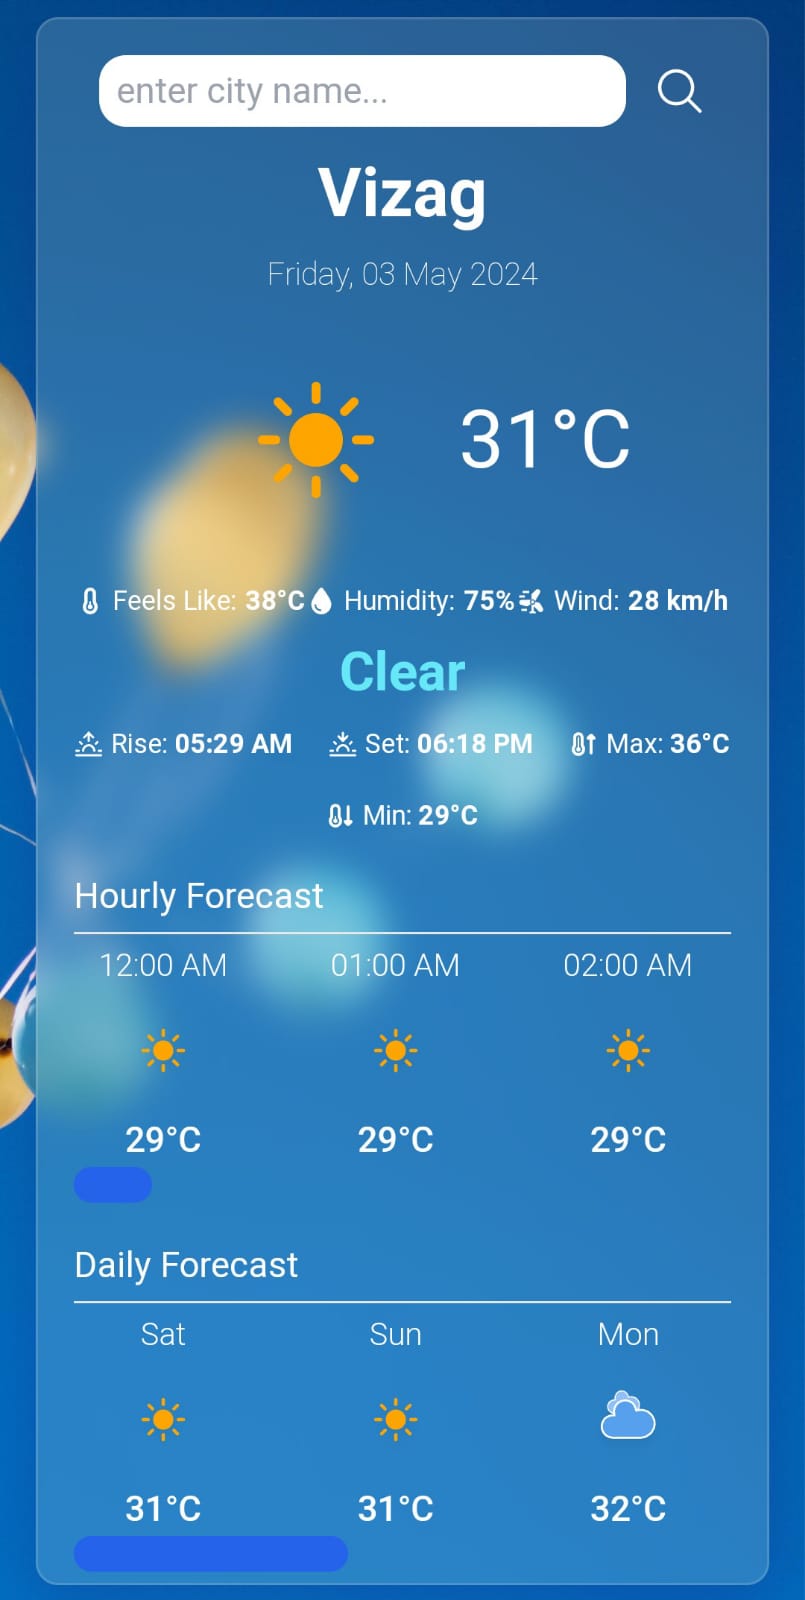 enter city name...
Vizag
Friday, 03 May 2024
31°C
Feels Like: 38°C Humidity: 75% Wind: 28 km/h
Clear
Rise: 05:29 AM Set: 06:18 PM Max: 36°C
Min: 29°C
Hourly Forecast
12:00 AM 01:00 AM 02:00 AM
29°C 29°C 29°C
Daily Forecast
Sat Sun Mon
31°C 31°C 32°C